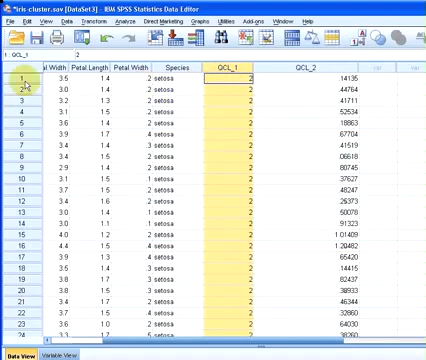 *iris-cluster.sav [DataSet3] - IBM SPSS Statistics Data Editor
File Edit View Data Transform Analyze Direct Marketing Graphs Utilities Add-ons Window Help
1 : QCL_1 2
al Width Petal Length Petal Width Species QCL_1 QCL_2 var var
1 3.5 1.4 .2 setosa 2 .14135
2 3.0 1.4 .2 setosa 2 .44764
3 3.2 1.3 .2 setosa 2 .41711
4 3.1 1.5 .2 setosa 2 .52534
5 3.6 1.4 .2 setosa 2 .18863
6 3.9 1.7 .4 setosa 2 .67704
7 3.4 1.4 .3 setosa 2 .41519
8 3.4 1.5 .2 setosa 2 .06618
9 2.9 1.4 .2 setosa 2 .80745
10 3.1 1.5 .1 setosa 2 .37627
11 3.7 1.5 .2 setosa 2 .48247
12 3.4 1.6 .2 setosa 2 .25373
13 3.0 1.4 .1 setosa 2 .50078
14 3.0 1.1 .1 setosa 2 .91323
15 4.0 1.2 .2 setosa 2 1.01409
16 4.4 1.5 .4 setosa 2 1.20482
17 3.9 1.3 .4 setosa 2 .65420
18 3.5 1.4 .3 setosa 2 .14415
19 3.8 1.7 .3 setosa 2 .82437
20 3.8 1.5 .3 setosa 2 .38933
21 3.4 1.7 .2 setosa 2 .46344
22 3.7 1.5 .4 setosa 2 .32860
23 3.6 1.0 .2 setosa 2 .64030
24 3.3 1.7 .5 setosa 2 .38260
Data View Variable View